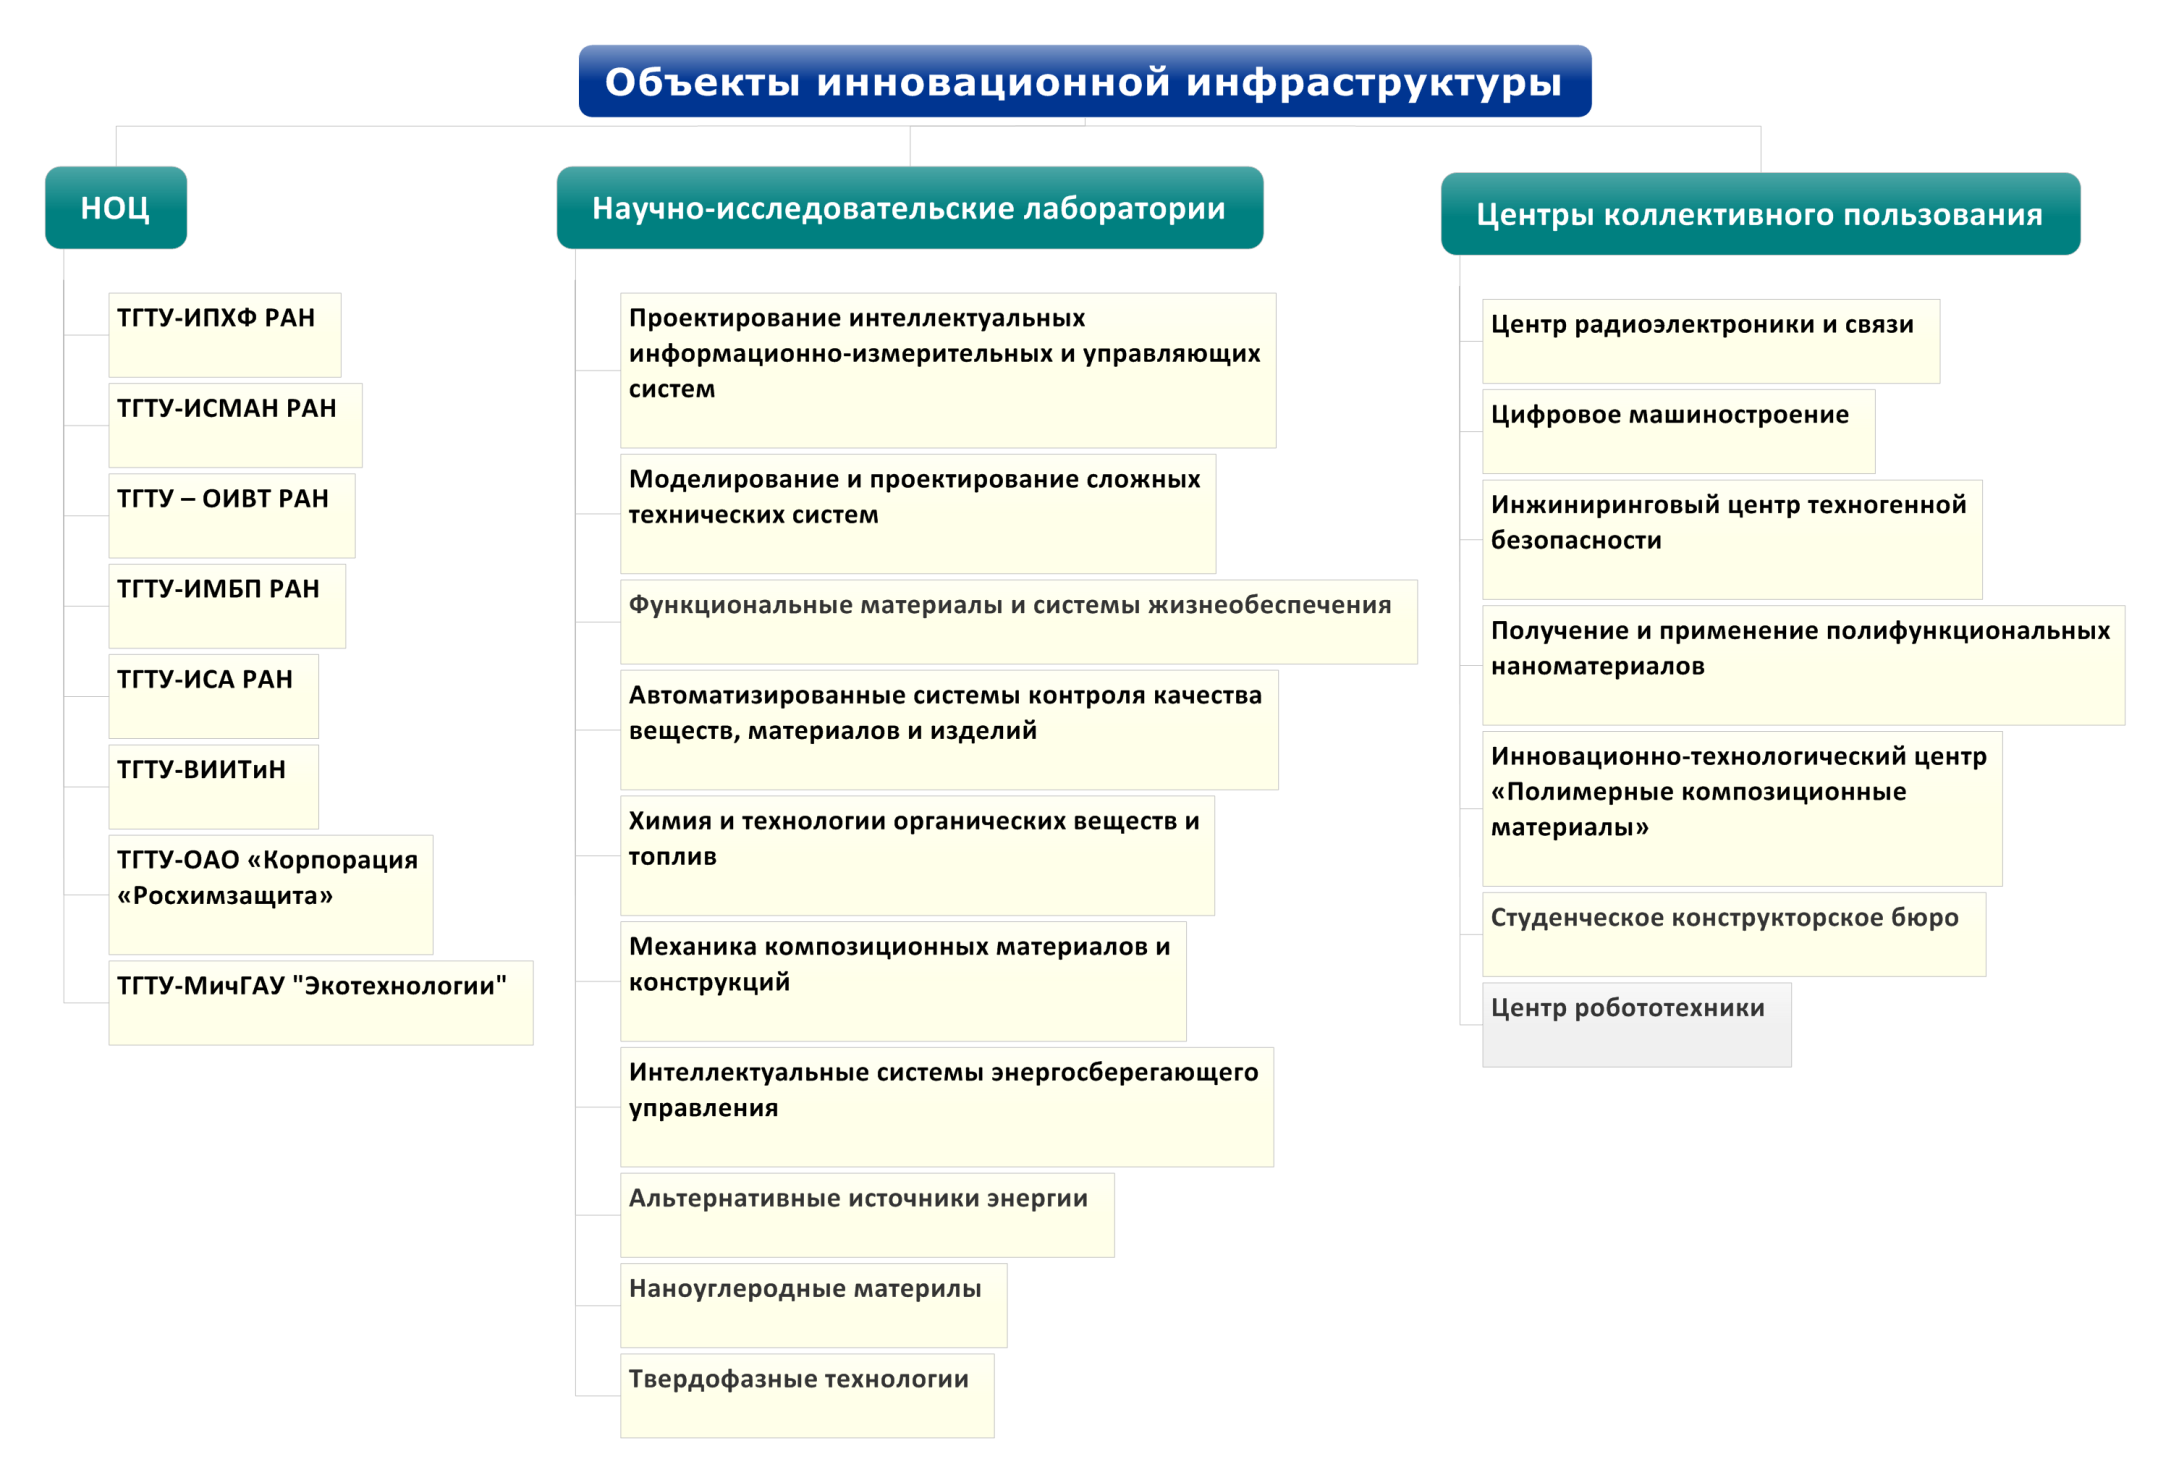 Объекты инновационной инфраструктуры
НОЦ
ТГТУ-ИПХФ РАН
ТГТУ-ИСМАН РАН
ТГТУ – ОИВТ РАН
ТГТУ-ИМБП РАН
ТГТУ-ИСА РАН
ТГТУ-ВИИТиН
ТГТУ-ОАО «Корпорация
«Росхимзащита»
ТГТУ-МичГАУ "Экотехнологии"
Научно-исследовательские лаборатории
Проектирование интеллектуальных
информационно-измерительных и управляющих
систем
Моделирование и проектирование сложных
технических систем
Функциональные материалы и системы жизнеобеспечения
Автоматизированные системы контроля качества
веществ, материалов и изделий
Химия и технологии органических веществ и
топлив
Механика композиционных материалов и
конструкций
Интеллектуальные системы энергосберегающего
управления
Альтернативные источники энергии
Наноуглеродные материлы
Твердофазные технологии
Центры коллективного пользования
Центр радиоэлектроники и связи
Цифровое машиностроение
Инжиниринговый центр техногенной
безопасности
Получение и применение полифункциональных
наноматериалов
Инновационно-технологический центр
«Полимерные композиционные
материалы»
Студенческое конструкторское бюро
Центр робототехники